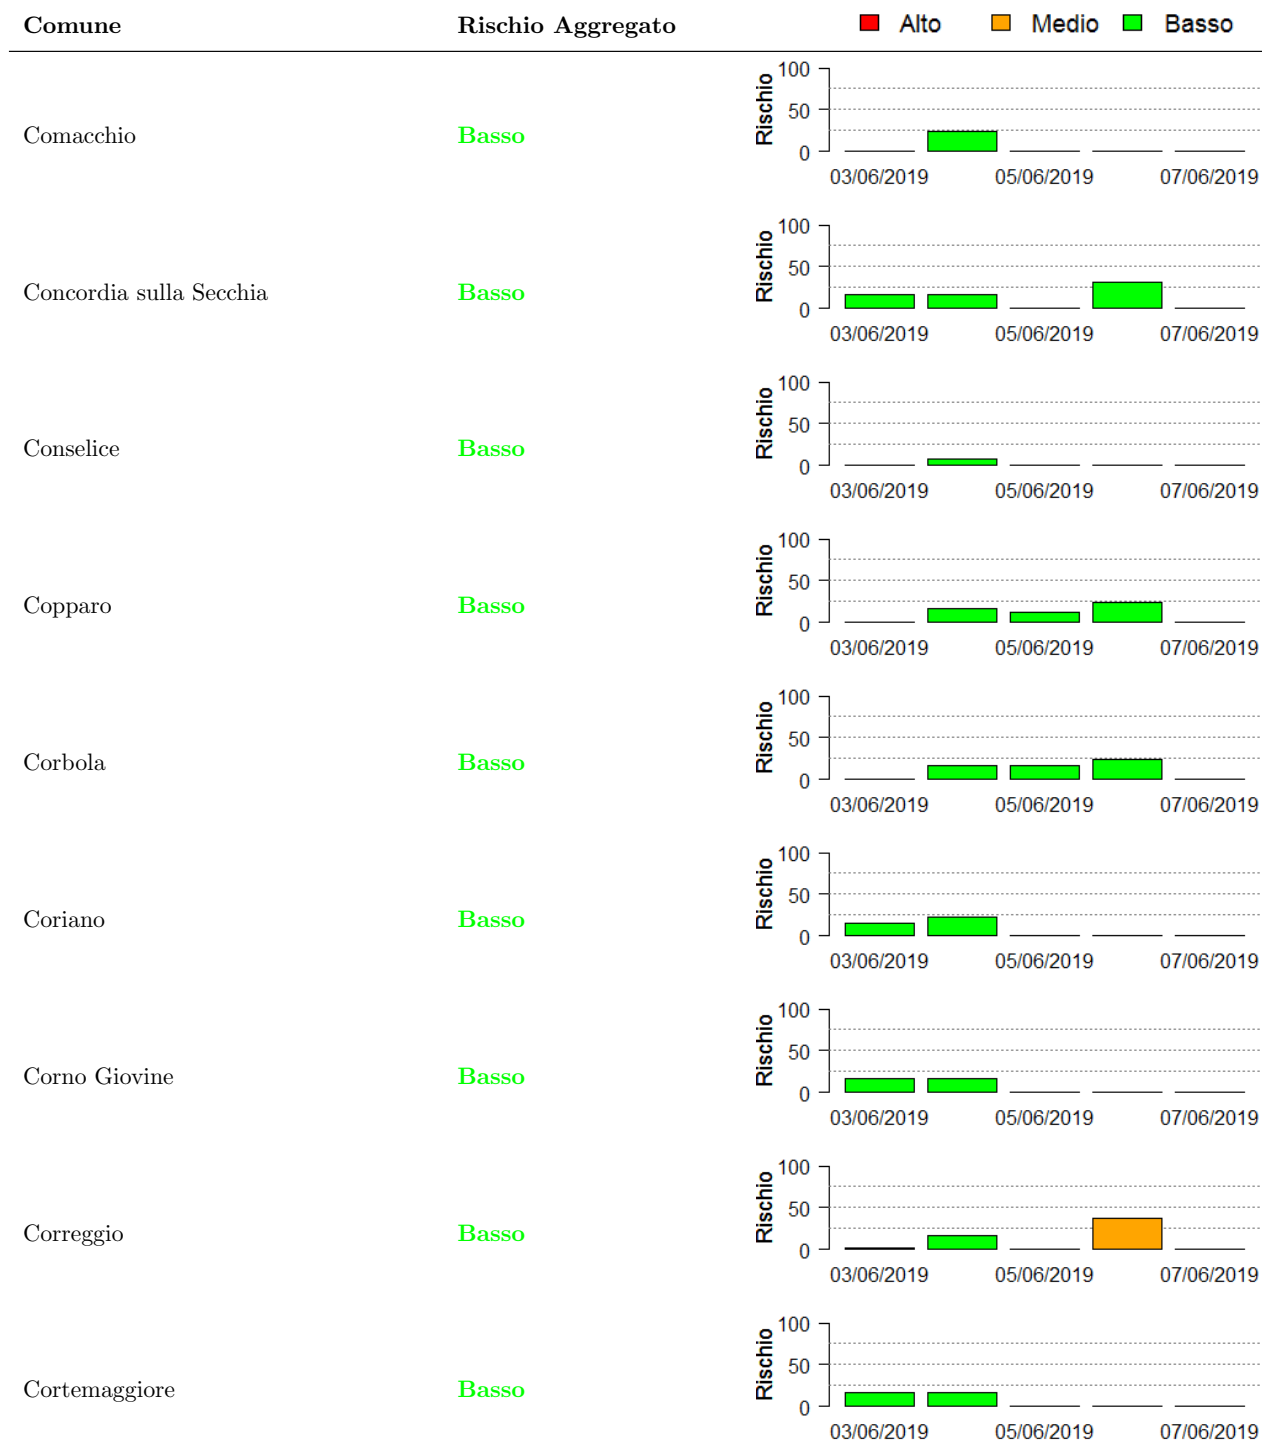 Comune Rischio Aggregato Alto Medio Basso
Comacchio Basso
Rischio
100
50
0
03/06/2019 05/06/2019 07/06/2019
Concordia sulla Secchia Basso
Rischio
100
50
0
03/06/2019 05/06/2019 07/06/2019
Conselice Basso
Rischio
100
50
0
03/06/2019 05/06/2019 07/06/2019
Copparo Basso
Rischio
100
50
0
03/06/2019 05/06/2019 07/06/2019
Corbola Basso
Rischio
100
50
0
03/06/2019 05/06/2019 07/06/2019
Coriano Basso
Rischio
100
50
0
03/06/2019 05/06/2019 07/06/2019
Corno Giovine Basso
Rischio
100
50
0
03/06/2019 05/06/2019 07/06/2019
Correggio Basso
Rischio
100
50
0
03/06/2019 05/06/2019 07/06/2019
Cortemaggiore Basso
Rischio
100
50
0
03/06/2019 05/06/2019 07/06/2019